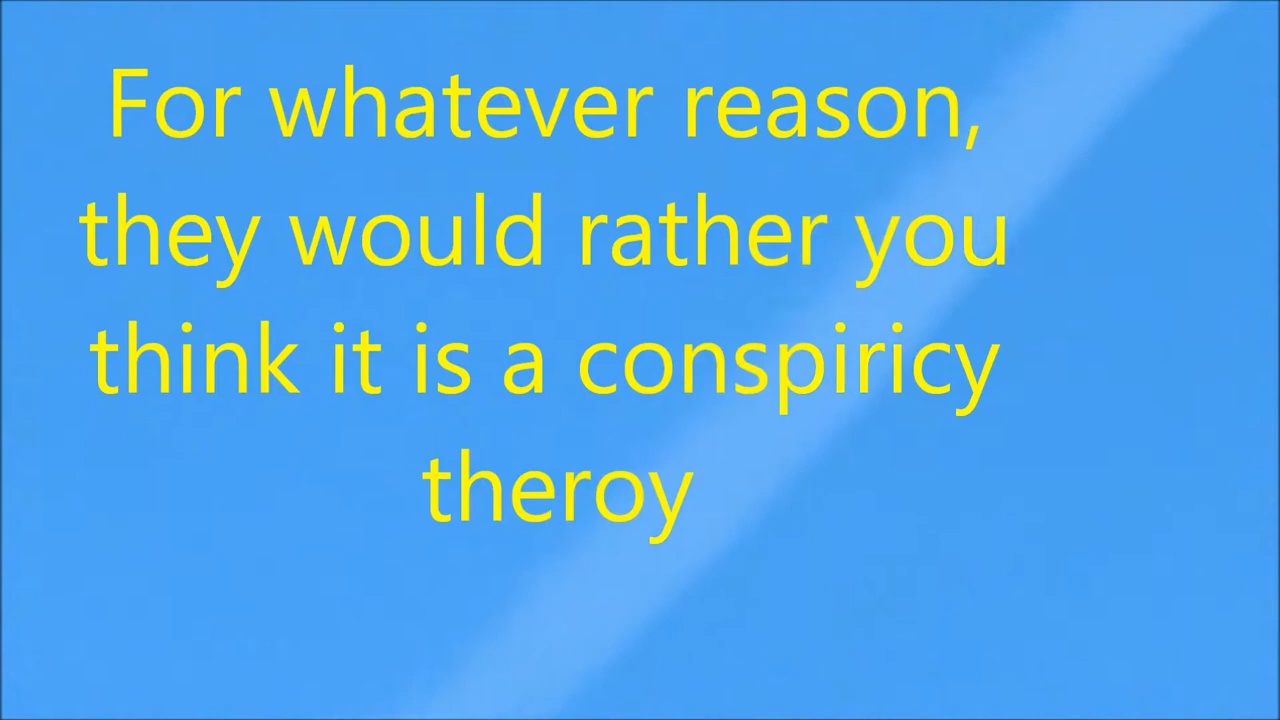 For whatever reason,
they would rather you
think it is a conspiricy
theroy